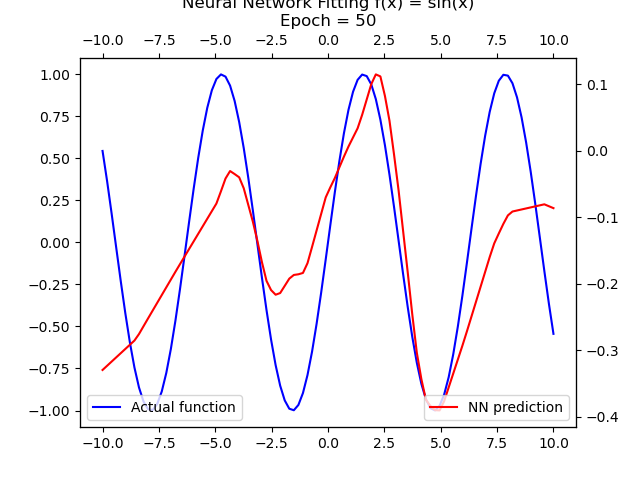 Neural Network Fitting f(x) = sin(x)
Epoch = 50
−10.0 −7.5 −5.0 −2.5 0.0 2.5 5.0 7.5 10.0
1.00
0.75
0.50
0.25
0.00
−0.25
−0.50
−0.75
−1.00
0.1
0.0
−0.1
−0.2
−0.3
−0.4
Actual function
NN prediction
−10.0 −7.5 −5.0 −2.5 0.0 2.5 5.0 7.5 10.0